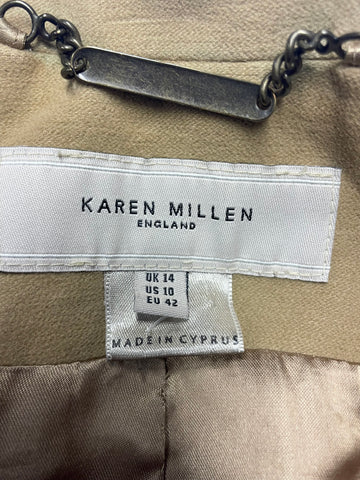 KAREN MILLEN
ENGLAND
UK 14
US 10
EU 42
MADE IN CYPRUS